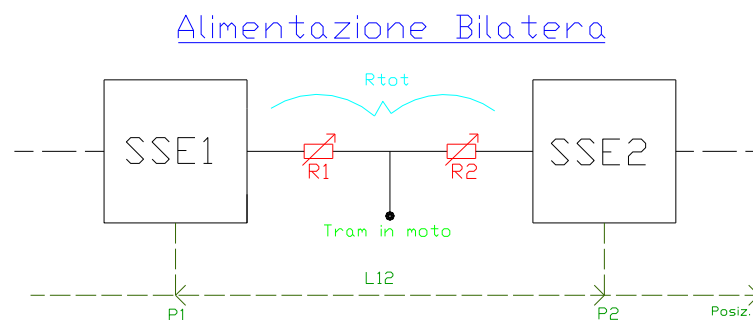 Alimentazione Bilatera
Rtot
SSE1
R1
R2
SSE2
Tram in moto
L12
P1
P2
Posiz.